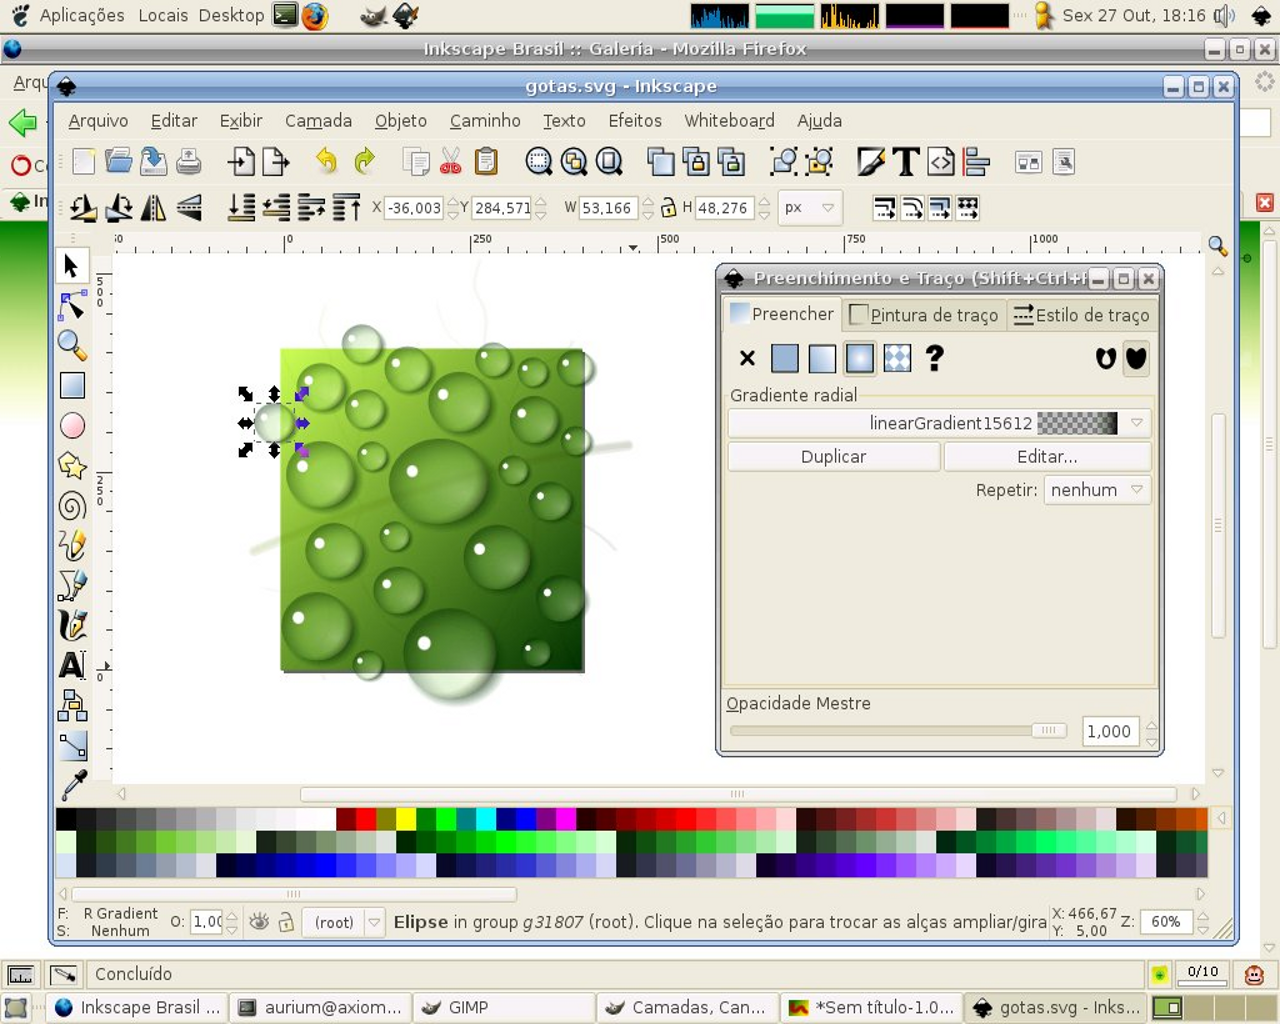 Aplicações Locais Desktop
Sex 27 Out, 18:16
Inkscape Brasil :: Galeria - Mozilla Firefox
Arqu
gotas.svg - Inkscape
Arquivo Editar Exibir Camada Objeto Caminho Texto Efeitos Whiteboard Ajuda
X -36,003 Y 284,571 W 53,166 H 48,276 px
0 250 500 750 1000
500
250
0
Preenchimento e Traço (Shift+Ctrl+
Preencher Pintura de traço Estilo de traço
Gradiente radial
linearGradient15612
Duplicar Editar...
Repetir: nenhum
Opacidade Mestre
1,000
F: R Gradient
S: Nenhum
O: 1,00
(root)
Elipse in group g31807 (root). Clique na seleção para trocar as alças ampliar/gira
X: 466,67
Y: 5,00
Z: 60%
Concluído
0/10
Inkscape Brasil ... aurium@axiom... GIMP Camadas, Can... *Sem título-1.0... gotas.svg - Inks...